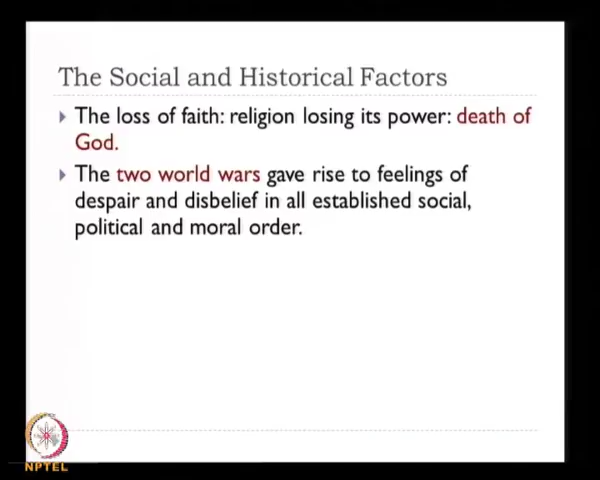 The Social and Historical Factors
The loss of faith: religion losing its power: death of
God.
The two world wars gave rise to feelings of
despair and disbelief in all established social,
political and moral order.
NPTEL